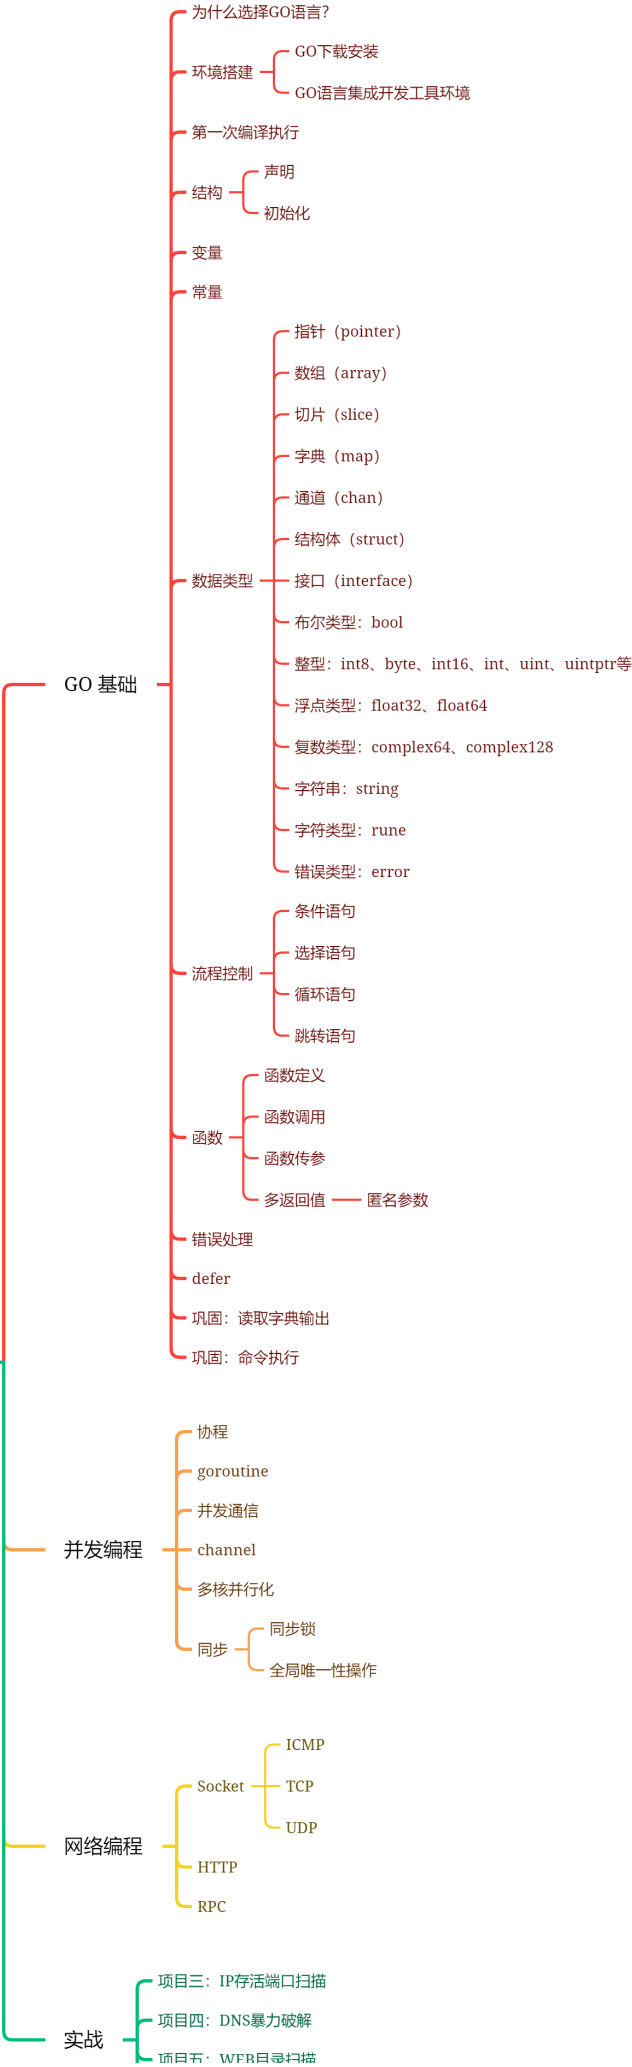 为什么选择GO语言?
GO下载安装
环境搭建
GO语言集成开发工具环境
第一次编译执行
声明
结构
初始化
变量
常量
指针（pointer）
数组（array）
切片（slice）
字典（map）
通道（chan）
结构体（struct）
数据类型
接口（interface）
布尔类型：bool
整型：int8、byte、int16、int、uint、uintptr等
GO 基础
浮点类型：float32、float64
复数类型：complex64、complex128
字符串：string
字符类型：rune
错误类型：error
条件语句
选择语句
流程控制
循环语句
跳转语句
函数定义
函数调用
函数
函数传参
多返回值
匿名参数
错误处理
defer
巩固：读取字典输出
巩固：命令执行
协程
goroutine
并发通信
并发编程
channel
多核并行化
同步锁
同步
全局唯一性操作
ICMP
Socket
TCP
UDP
网络编程
HTTP
RPC
项目三：IP存活端口扫描
项目四：DNS暴力破解
实战
项目五：WEB目录扫描